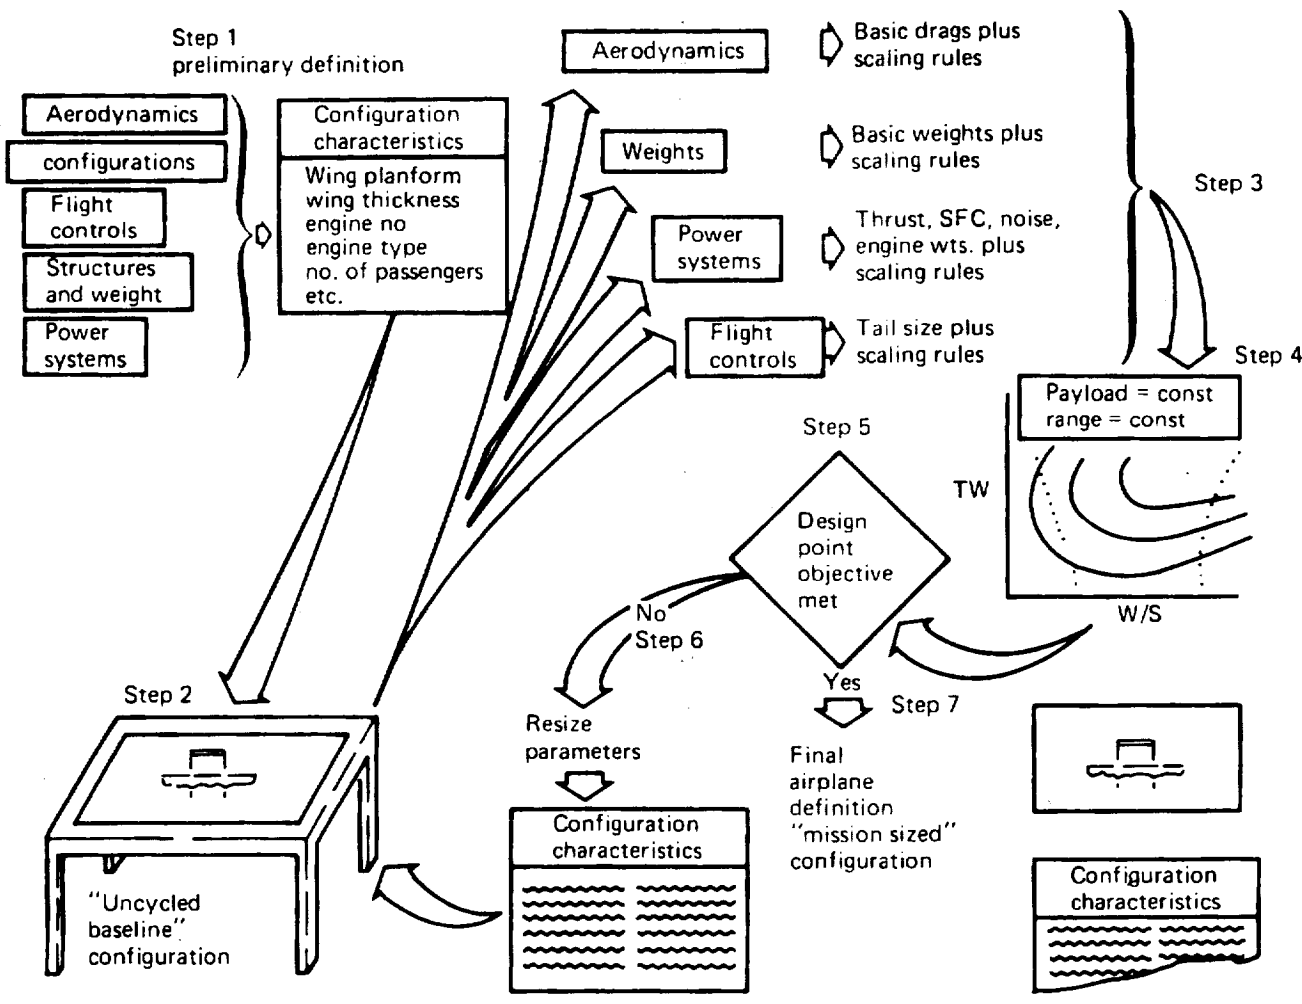 Step 1
preliminary definition
Aerodynamics
configurations
Flight
controls
Structures
and weight
Power
systems
Configuration
characteristics
Wing planform
wing thickness
engine no
engine type
no. of passengers
etc.
Aerodynamics
Basic drags plus
scaling rules
Weights
Basic weights plus
scaling rules
Power
systems
Thrust, SFC, noise,
engine wts. plus
scaling rules
Flight
controls
Tail size plus
scaling rules
Step 3
Step 4
Payload = const
range = const
TW
W/S
Step 5
Design
point
objective
met
No
Step 6
Yes
Step 7
Step 2
"Uncycled
baseline"
configuration
Resize
parameters
Configuration
characteristics
Final
airplane
definition
"mission sized"
configuration
Configuration
characteristics